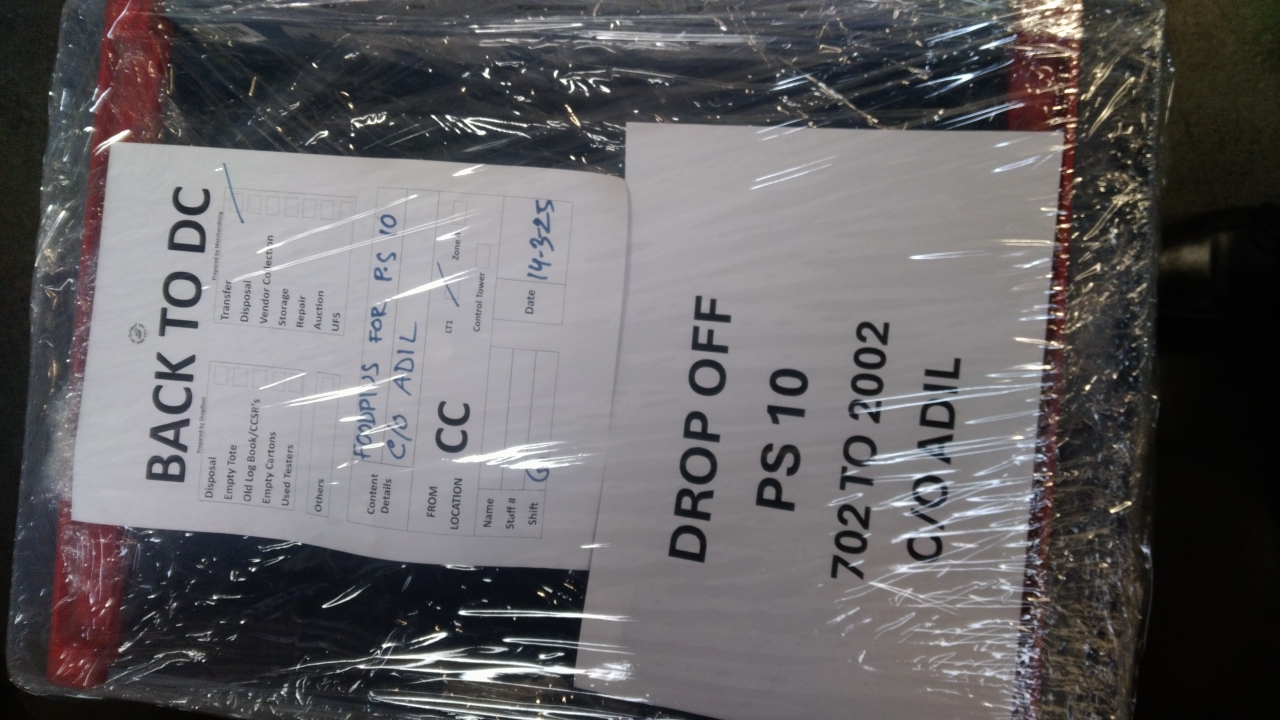 BACK TO DC
Prepared by Shopfloor
Prepared by Merchandising
Disposal
Empty Tote
Old Log Book/CCSR's
Empty Cartons
Used Testers
Others
Transfer
Disposal
Vendor Collection
Storage
Repair
Auction
UFS
Content Details
FOODPLUS FOR P.S 10
C/O ADIL
FROM LOCATION
CC
LT1
Zone
Control Tower
Name
Staff #
Shift
Date 14-3-25
DROP OFF
PS 10
702 TO 2002
C/O ADIL